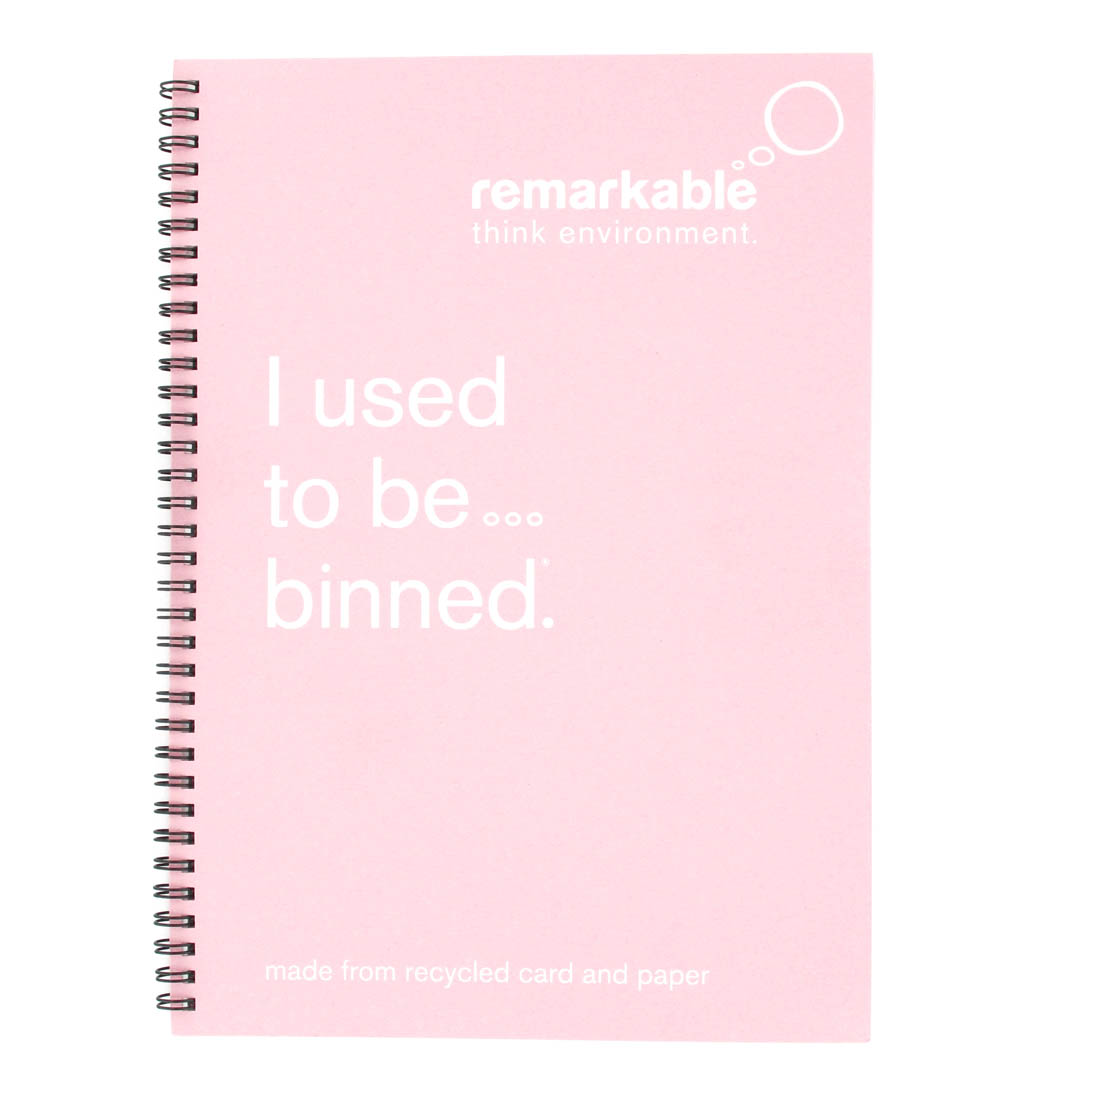 remarkable
think environment.
I used
to be...
binned.®
made from recycled card and paper